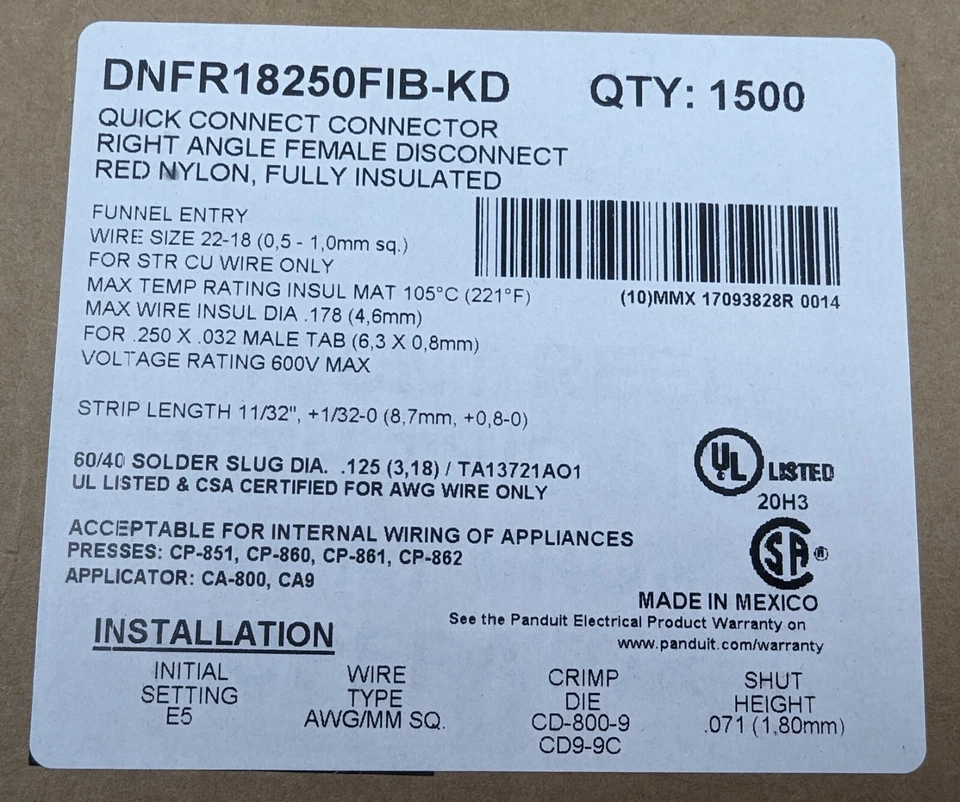 DNFR18250FIB-KD QTY: 1500
QUICK CONNECT CONNECTOR
RIGHT ANGLE FEMALE DISCONNECT
RED NYLON, FULLY INSULATED
FUNNEL ENTRY
WIRE SIZE 22-18 (0,5 - 1,0mm sq.)
FOR STR CU WIRE ONLY
MAX TEMP RATING INSUL MAT 105°C (221°F)
(10)MMX 17093828R 0014
MAX WIRE INSUL DIA .178 (4,6mm)
FOR .250 X .032 MALE TAB (6,3 X 0,8mm)
VOLTAGE RATING 600V MAX
STRIP LENGTH 11/32", +1/32-0 (8,7mm, +0,8-0)
60/40 SOLDER SLUG DIA. .125 (3,18) / TA13721AO1
UL LISTED & CSA CERTIFIED FOR AWG WIRE ONLY
UL LISTED
20H3
ACCEPTABLE FOR INTERNAL WIRING OF APPLIANCES
PRESSES: CP-851, CP-860, CP-861, CP-862
APPLICATOR: CA-800, CA9
SA ®
MADE IN MEXICO
See the Panduit Electrical Product Warranty on
www.panduit.com/warranty
INSTALLATION
INITIAL WIRE CRIMP SHUT
SETTING TYPE DIE HEIGHT
E5 AWG/MM SQ. CD-800-9 .071 (1,80mm)
CD9-9C